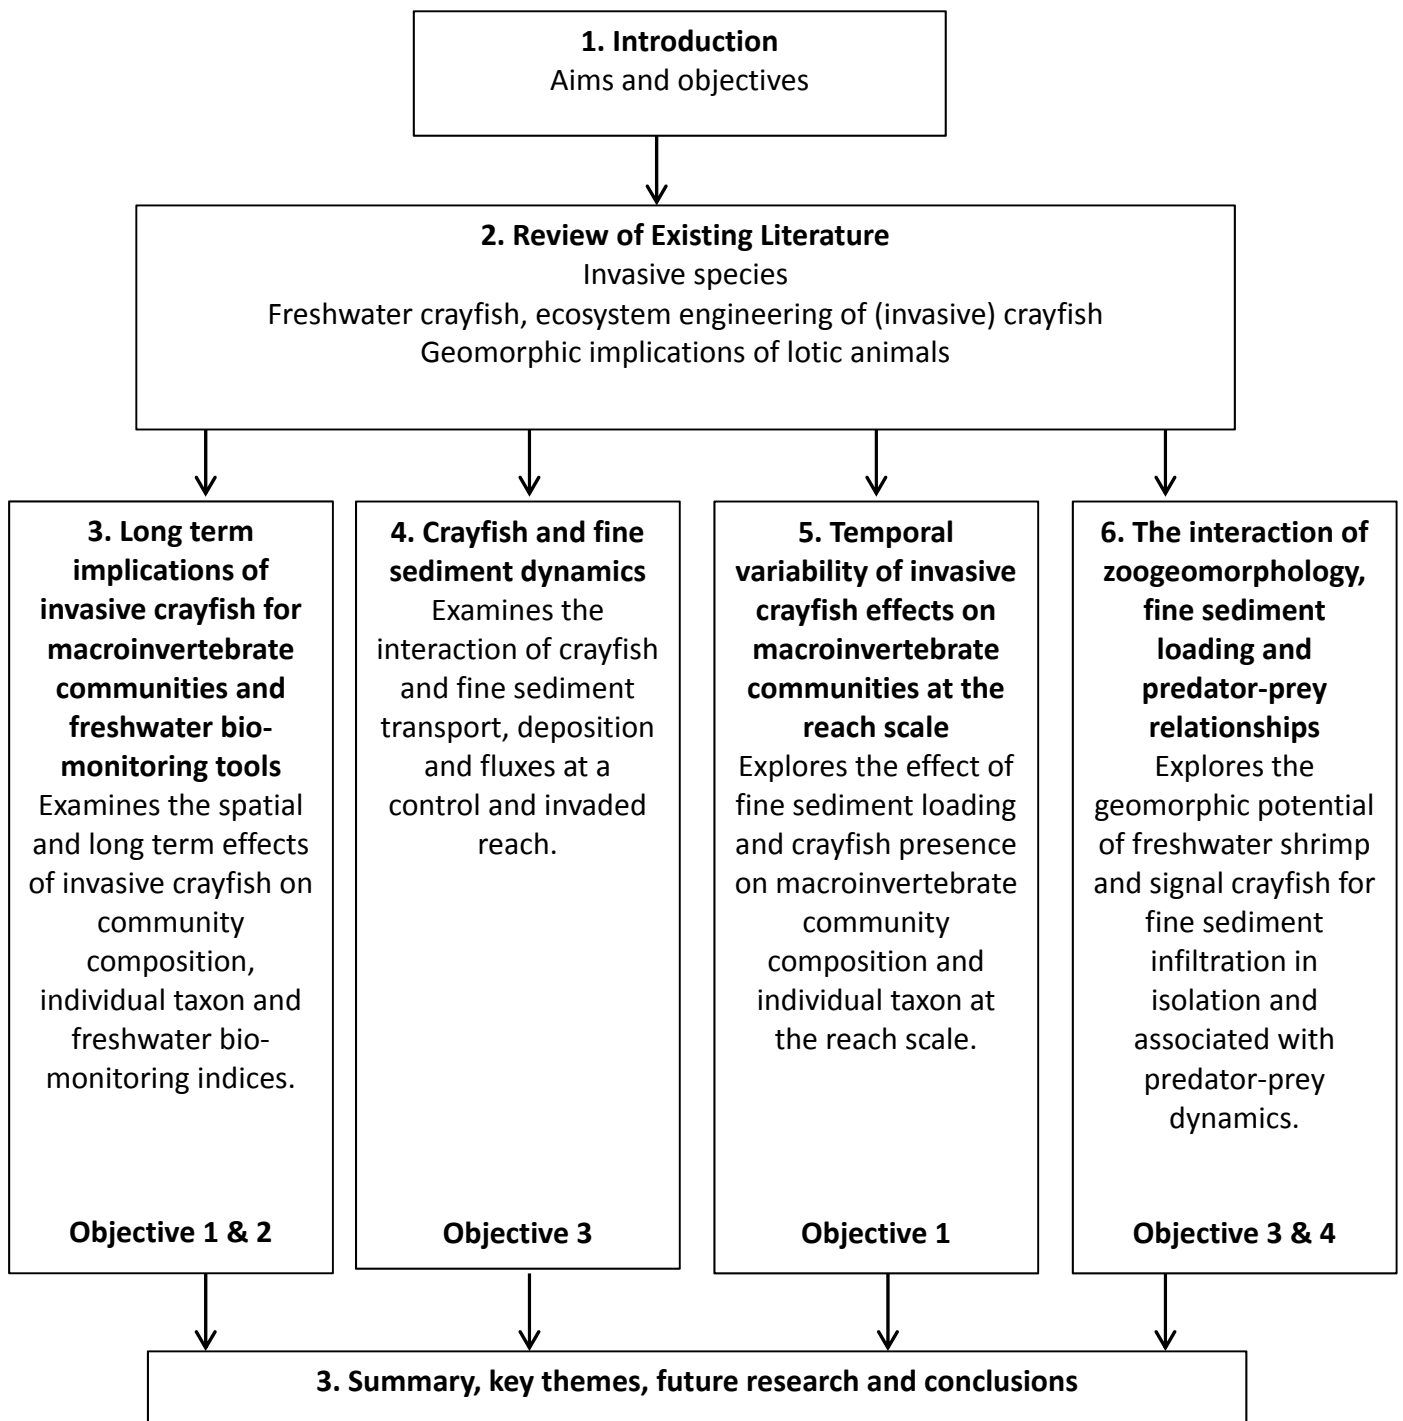 1. Introduction
Aims and objectives
2. Review of Existing Literature
Invasive species
Freshwater crayfish, ecosystem engineering of (invasive) crayfish
Geomorphic implications of lotic animals
3. Long term
implications of
invasive crayfish for
macroinvertebrate
communities and
freshwater bio-
monitoring tools
Examines the spatial
and long term effects
of invasive crayfish on
community
composition,
individual taxon and
freshwater bio-
monitoring indices.
Objective 1 & 2
4. Crayfish and fine
sediment dynamics
Examines the
interaction of crayfish
and fine sediment
transport, deposition
and fluxes at a
control and invaded
reach.
Objective 3
5. Temporal
variability of invasive
crayfish effects on
macroinvertebrate
communities at the
reach scale
Explores the effect of
fine sediment loading
and crayfish presence
on macroinvertebrate
community
composition and
individual taxon at
the reach scale.
Objective 1
6. The interaction of
zoogeomorphology,
fine sediment
loading and
predator-prey
relationships
Explores the
geomorphic potential
of freshwater shrimp
and signal crayfish for
fine sediment
infiltration in
isolation and
associated with
predator-prey
dynamics.
Objective 3 & 4
3. Summary, key themes, future research and conclusions